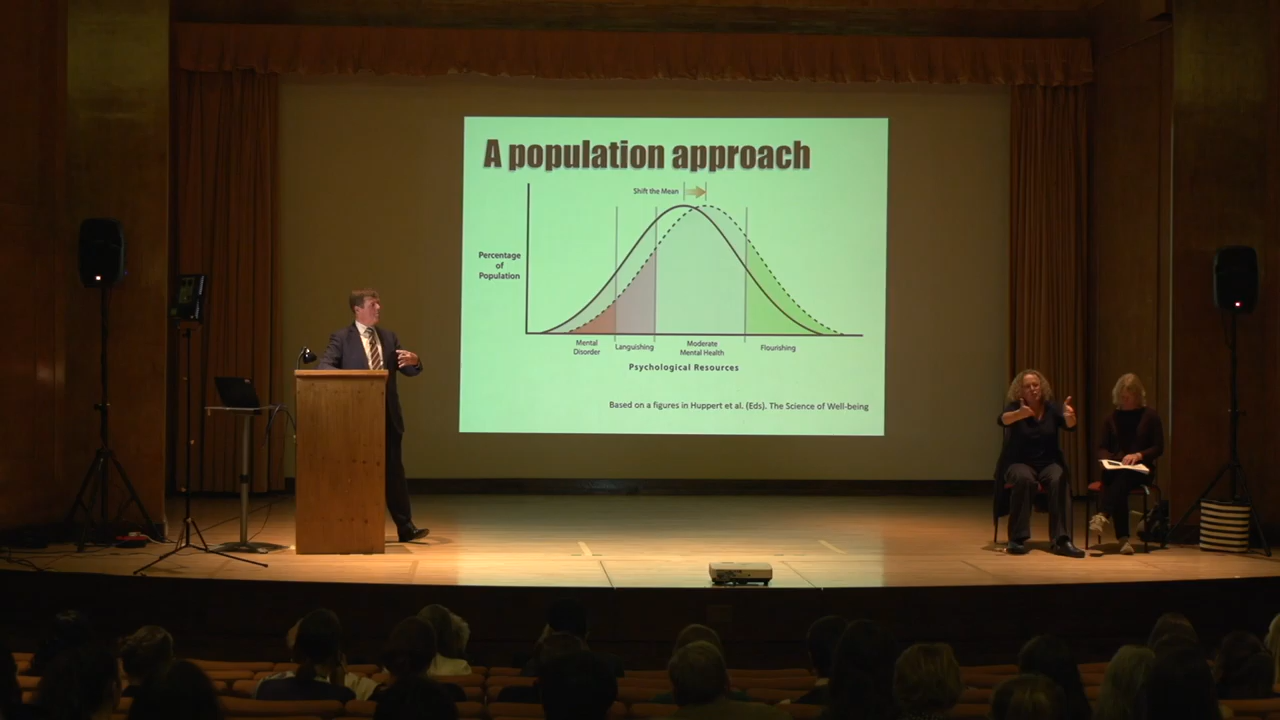 A population approach
Shift the Mean
Percentage
of
Population
Mental
Disorder
Languishing
Moderate
Mental Health
Flourishing
Psychological Resources
Based on a figures in Huppert et al. (Eds). The Science of Well-being